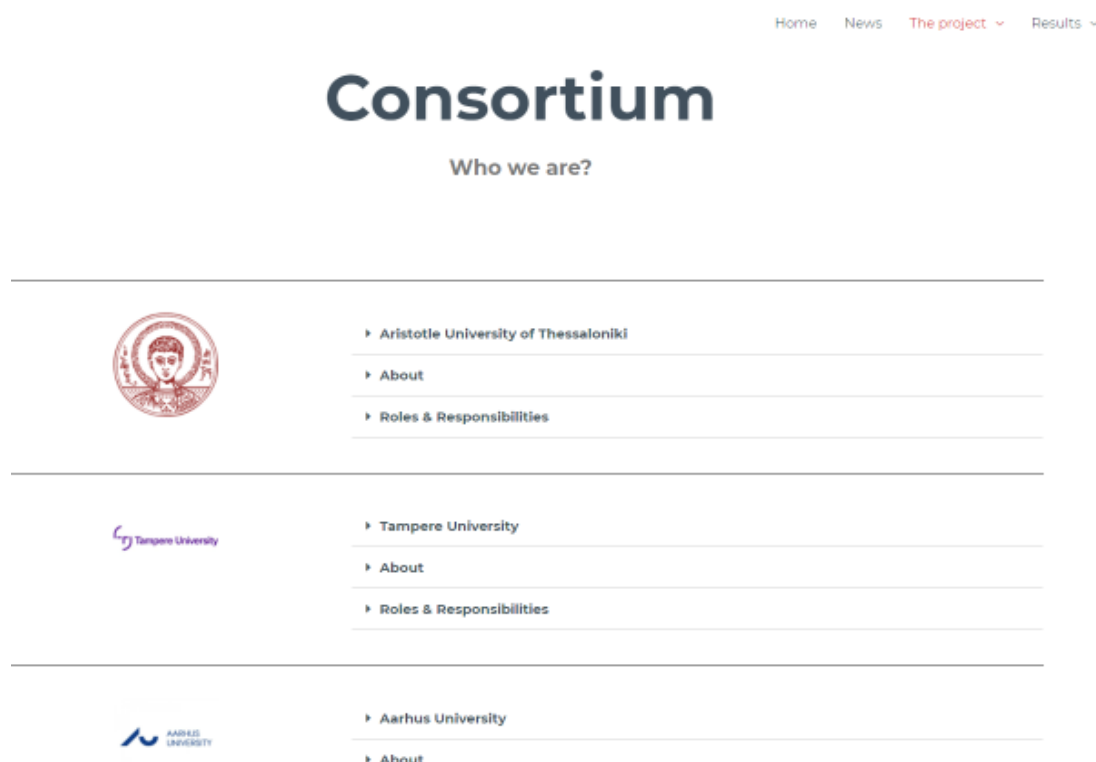 Home News The project Results
Consortium
Who we are?
Aristotle University of Thessaloniki
About
Roles & Responsibilities
Tampere University
Tampere University
About
Roles & Responsibilities
Aarhus University
AARHUS
UNIVERSITY
About